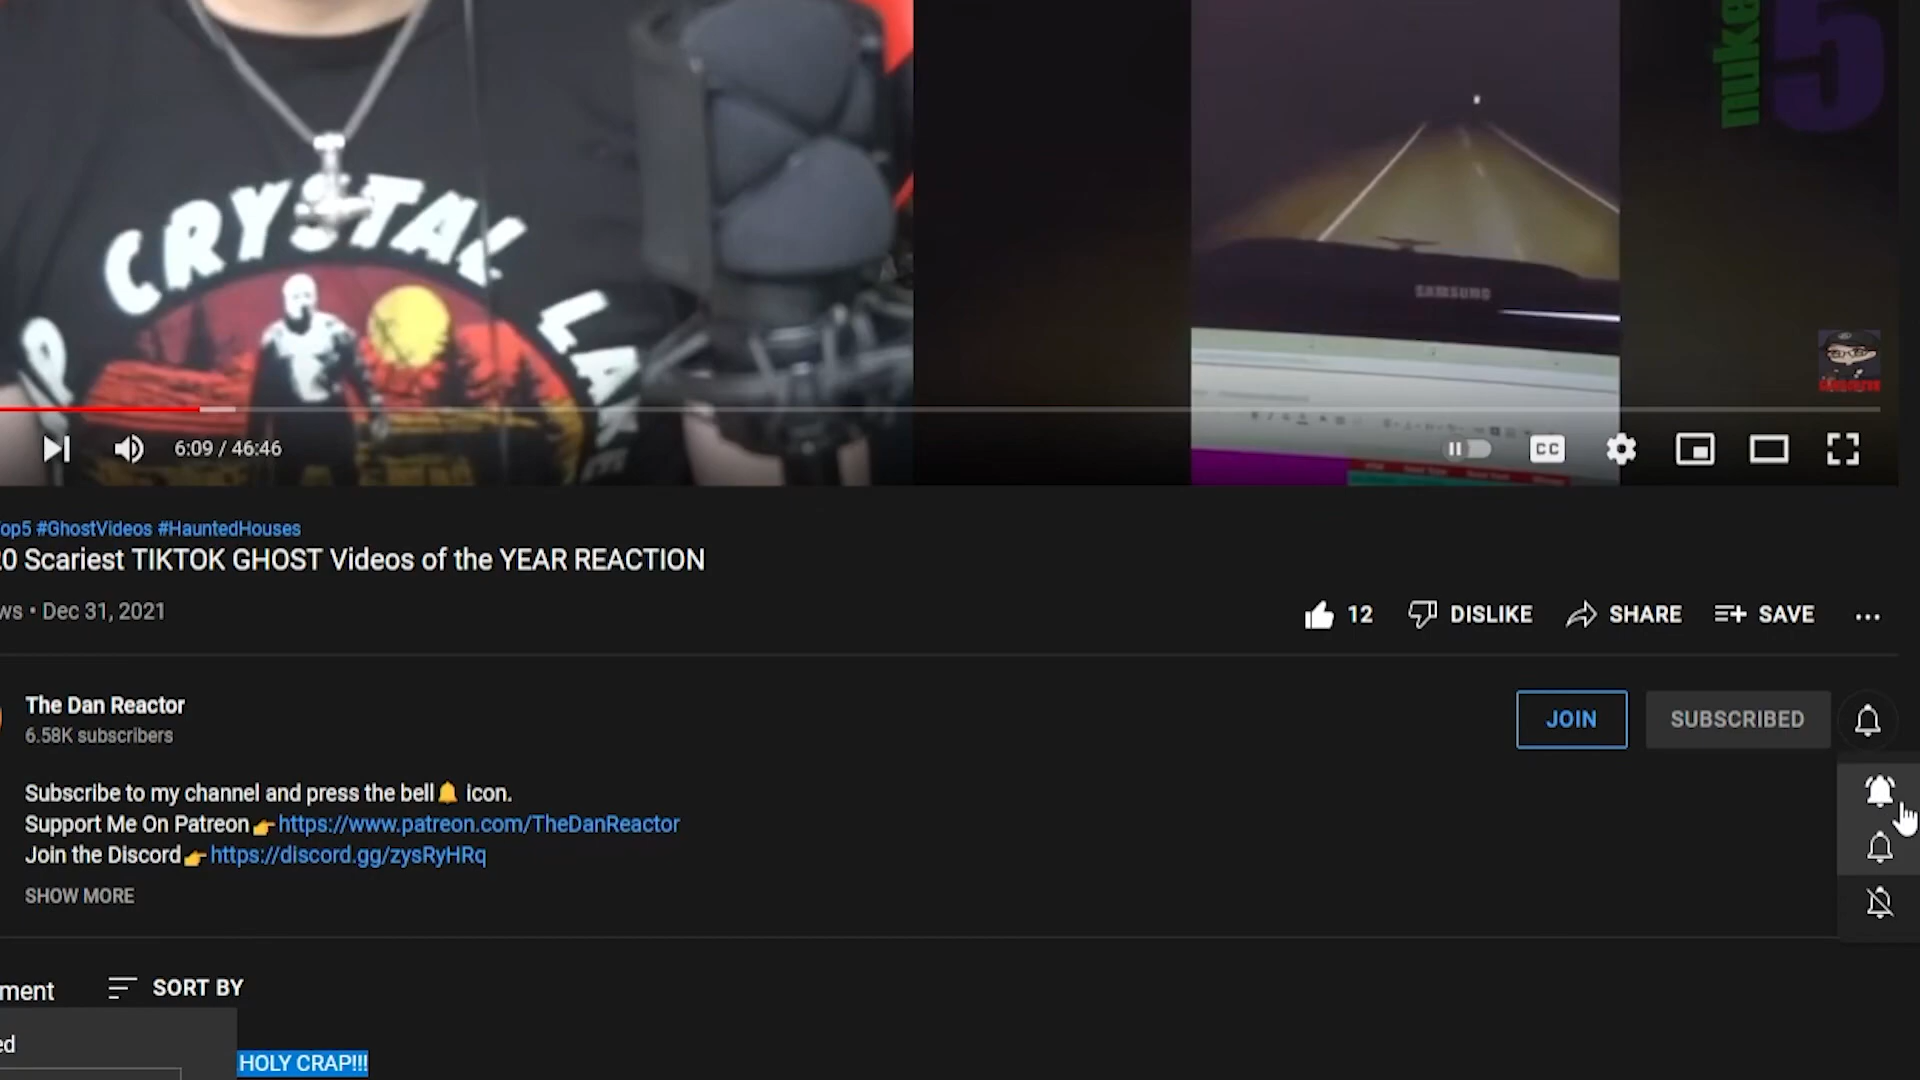 nuke
5
CRYSTAL LAKE
SAMSUNG
6:09 / 46:46
CC
op5 #GhostVideos #HauntedHouses
20 Scariest TIKTOK GHOST Videos of the YEAR REACTION
ws • Dec 31, 2021
12 DISLIKE SHARE SAVE
The Dan Reactor
6.58K subscribers
JOIN SUBSCRIBED
Subscribe to my channel and press the bell🔔 icon.
Support Me On Patreon👉https://www.patreon.com/TheDanReactor
Join the Discord👉https://discord.gg/zysRyHRq
SHOW MORE
ment SORT BY
ed
HOLY CRAP!!!